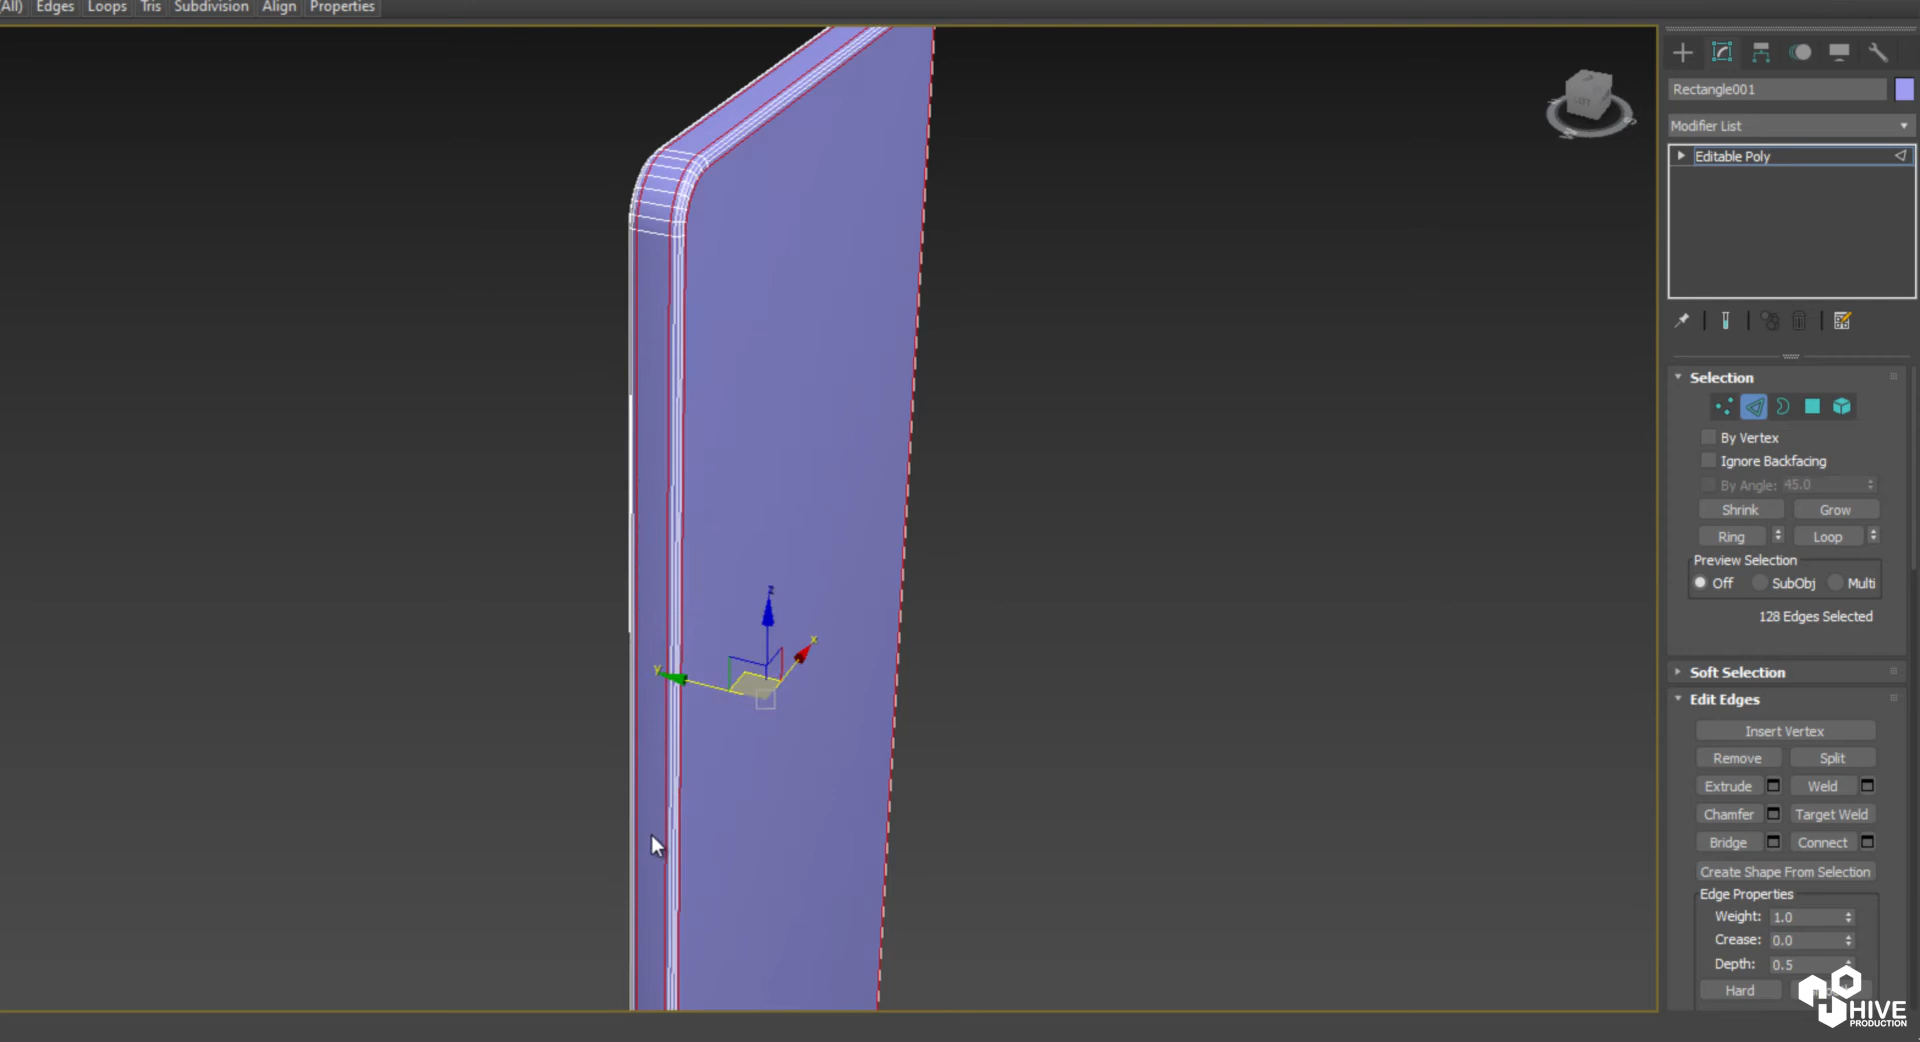 (All) Edges Loops Tris Subdivision Align Properties
Rectangle001
Modifier List
Editable Poly
Selection
By Vertex
Ignore Backfacing
By Angle: 45.0
Shrink Grow
Ring Loop
Preview Selection
Off SubObj Multi
128 Edges Selected
Soft Selection
Edit Edges
Insert Vertex
Remove Split
Extrude Weld
Chamfer Target Weld
Bridge Connect
Create Shape From Selection
Edge Properties
Weight: 1.0
Crease: 0.0
Depth: 0.5
Hard
z
x
y
HIVE
PRODUCTION